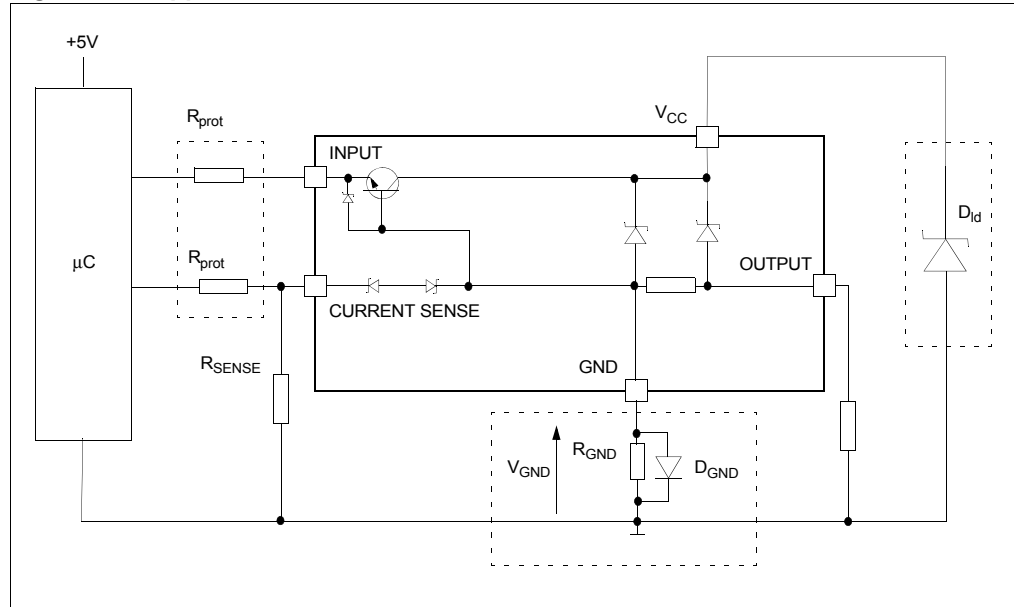 +5V
R_prot
V_CC
INPUT
D_ld
μC
R_prot
OUTPUT
CURRENT SENSE
R_SENSE
GND
R_GND
V_GND
D_GND